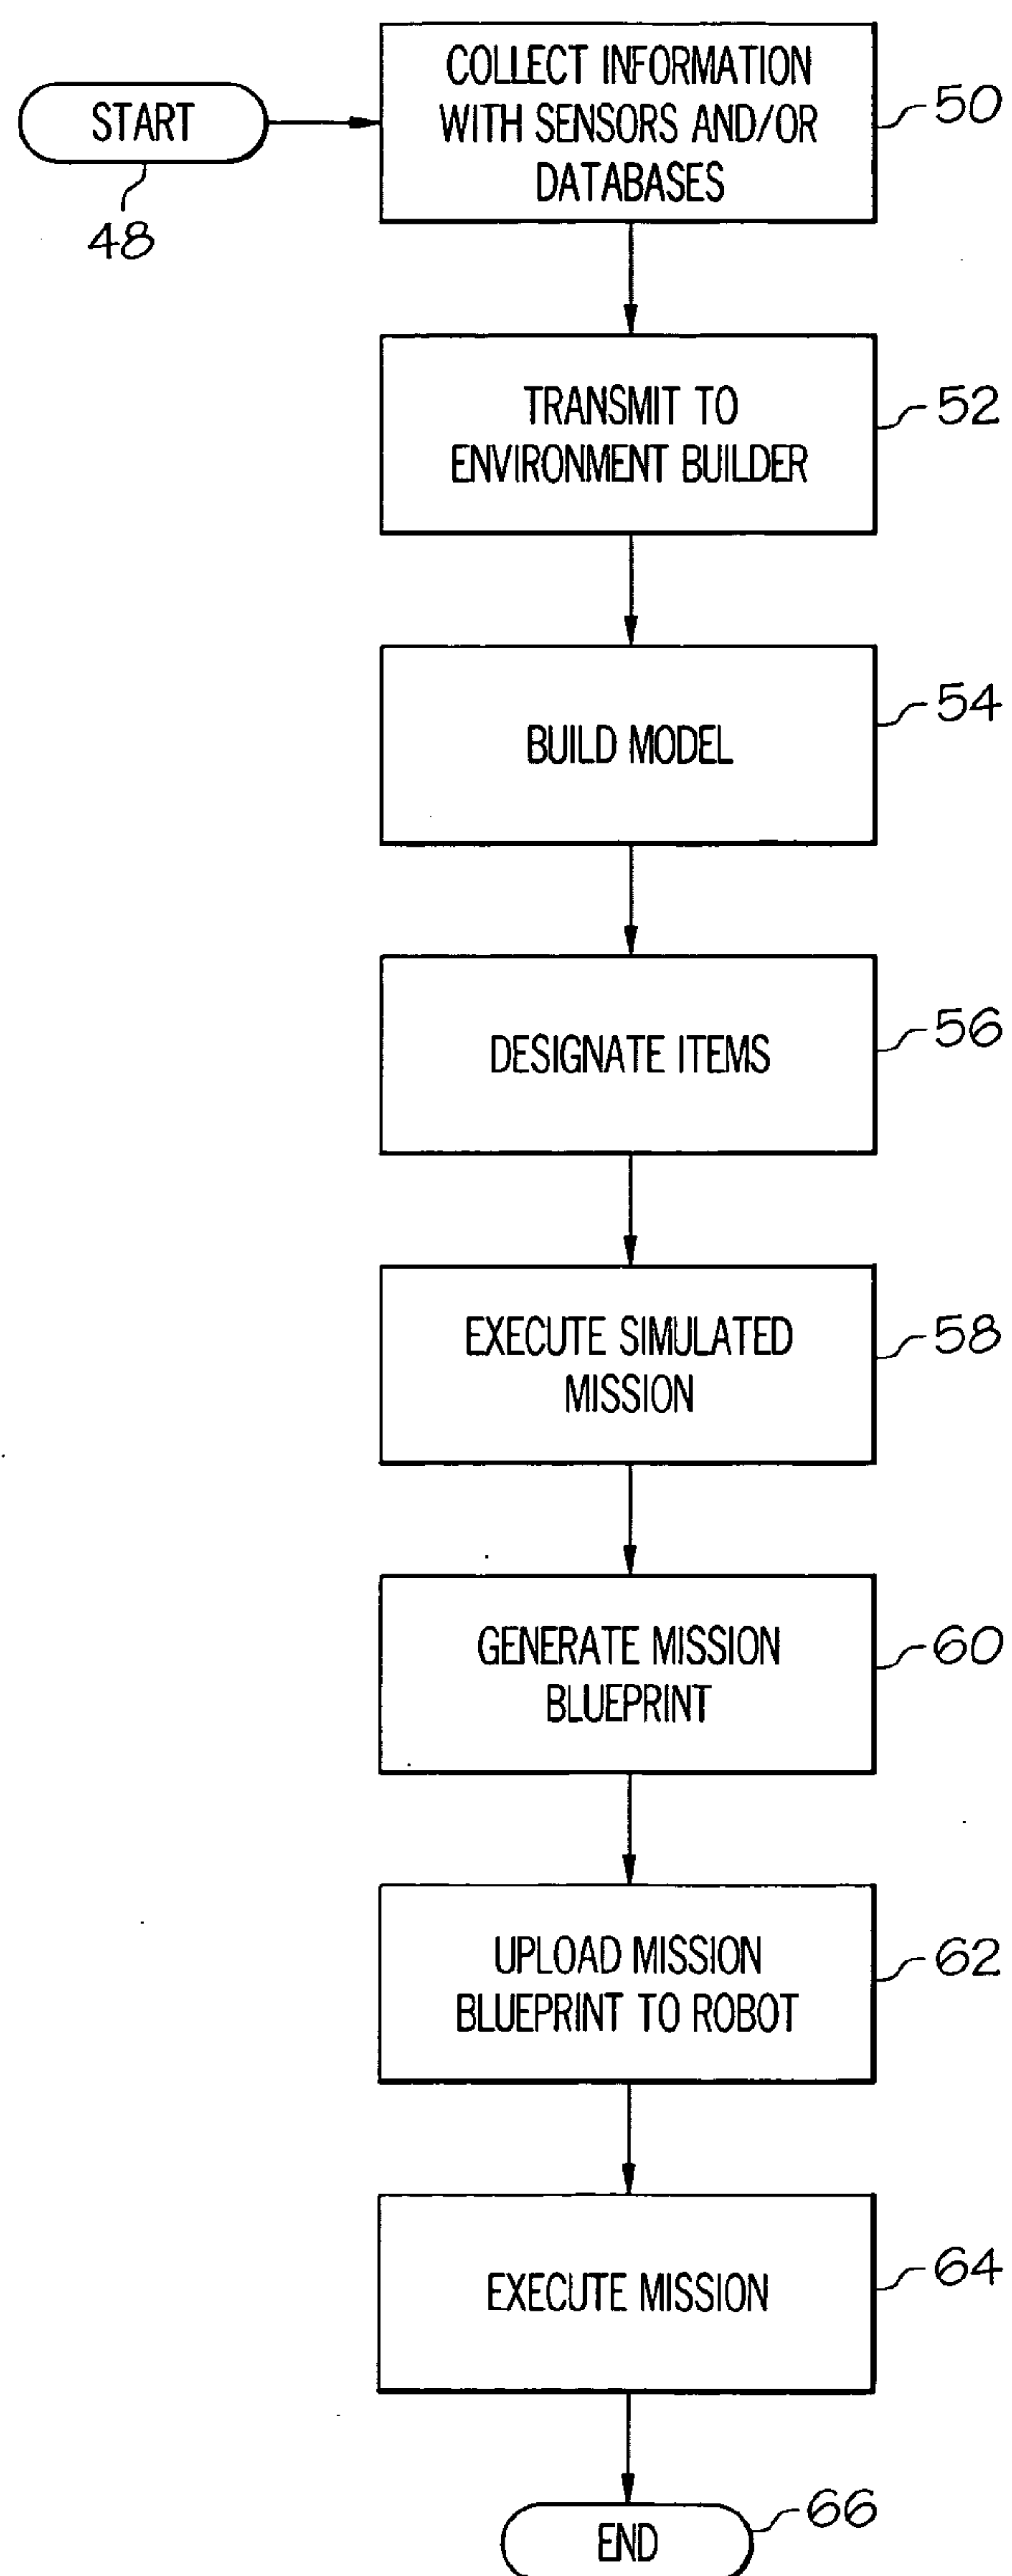 START
48
COLLECT INFORMATION
WITH SENSORS AND/OR
DATABASES
50
TRANSMIT TO
ENVIRONMENT BUILDER
52
BUILD MODEL
54
DESIGNATE ITEMS
56
EXECUTE SIMULATED
MISSION
58
GENERATE MISSION
BLUEPRINT
60
UPLOAD MISSION
BLUEPRINT TO ROBOT
62
EXECUTE MISSION
64
END
66